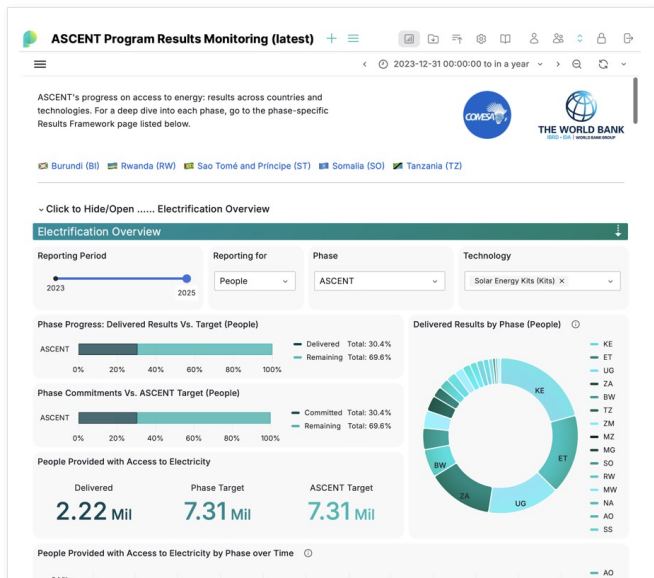 ASCENT Program Results Monitoring (latest)
2023-12-31 00:00:00 to in a year
ASCENT's progress on access to energy: results across countries and
technologies. For a deep dive into each phase, go to the phase-specific
Results Framework page listed below.
COMESA
THE WORLD BANK
IBRD • IDA | WORLD BANK GROUP
Burundi (BI) Rwanda (RW) Sao Tomé and Príncipe (ST) Somalia (SO) Tanzania (TZ)
Click to Hide/Open ...... Electrification Overview
Electrification Overview
Reporting Period
2023
2025
Reporting for
People
Phase
ASCENT
Technology
Solar Energy Kits (Kits) ×
Phase Progress: Delivered Results Vs. Target (People)
ASCENT
0% 20% 40% 60% 80% 100%
Delivered Total: 30.4%
Remaining Total: 69.6%
Phase Commitments Vs. ASCENT Target (People)
ASCENT
0% 20% 40% 60% 80% 100%
Committed Total: 30.4%
Remaining Total: 69.6%
People Provided with Access to Electricity
Delivered
2.22 Mil
Phase Target
7.31 Mil
ASCENT Target
7.31 Mil
Delivered Results by Phase (People)
KE
ET
UG
ZA
BW
KE
ET
UG
ZA
BW
TZ
ZM
MZ
MG
SO
RW
MW
NA
AO
SS
People Provided with Access to Electricity by Phase over Time
AO